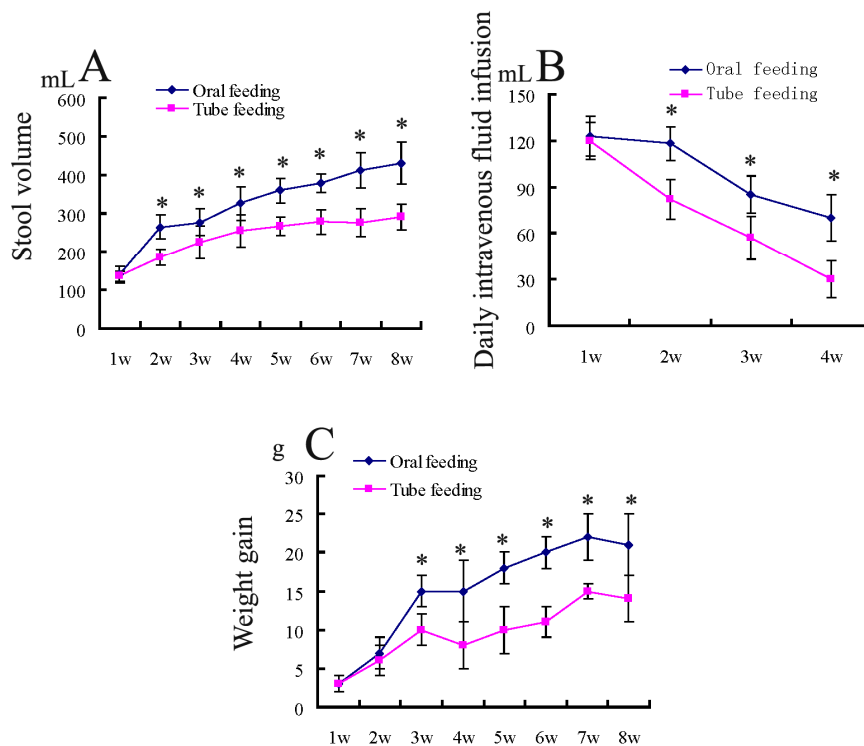 mL A
Oral feeding
Tube feeding
Stool volume
600
500
400
300
200
100
0
* * * * * * *
1w 2w 3w 4w 5w 6w 7w 8w
mL B
Oral feeding
Tube feeding
Daily intravenous fluid infusion
150
120
90
60
30
0
* * *
1w 2w 3w 4w
g C
Oral feeding
Tube feeding
Weight gain
30
25
20
15
10
5
0
* * * * * *
1w 2w 3w 4w 5w 6w 7w 8w